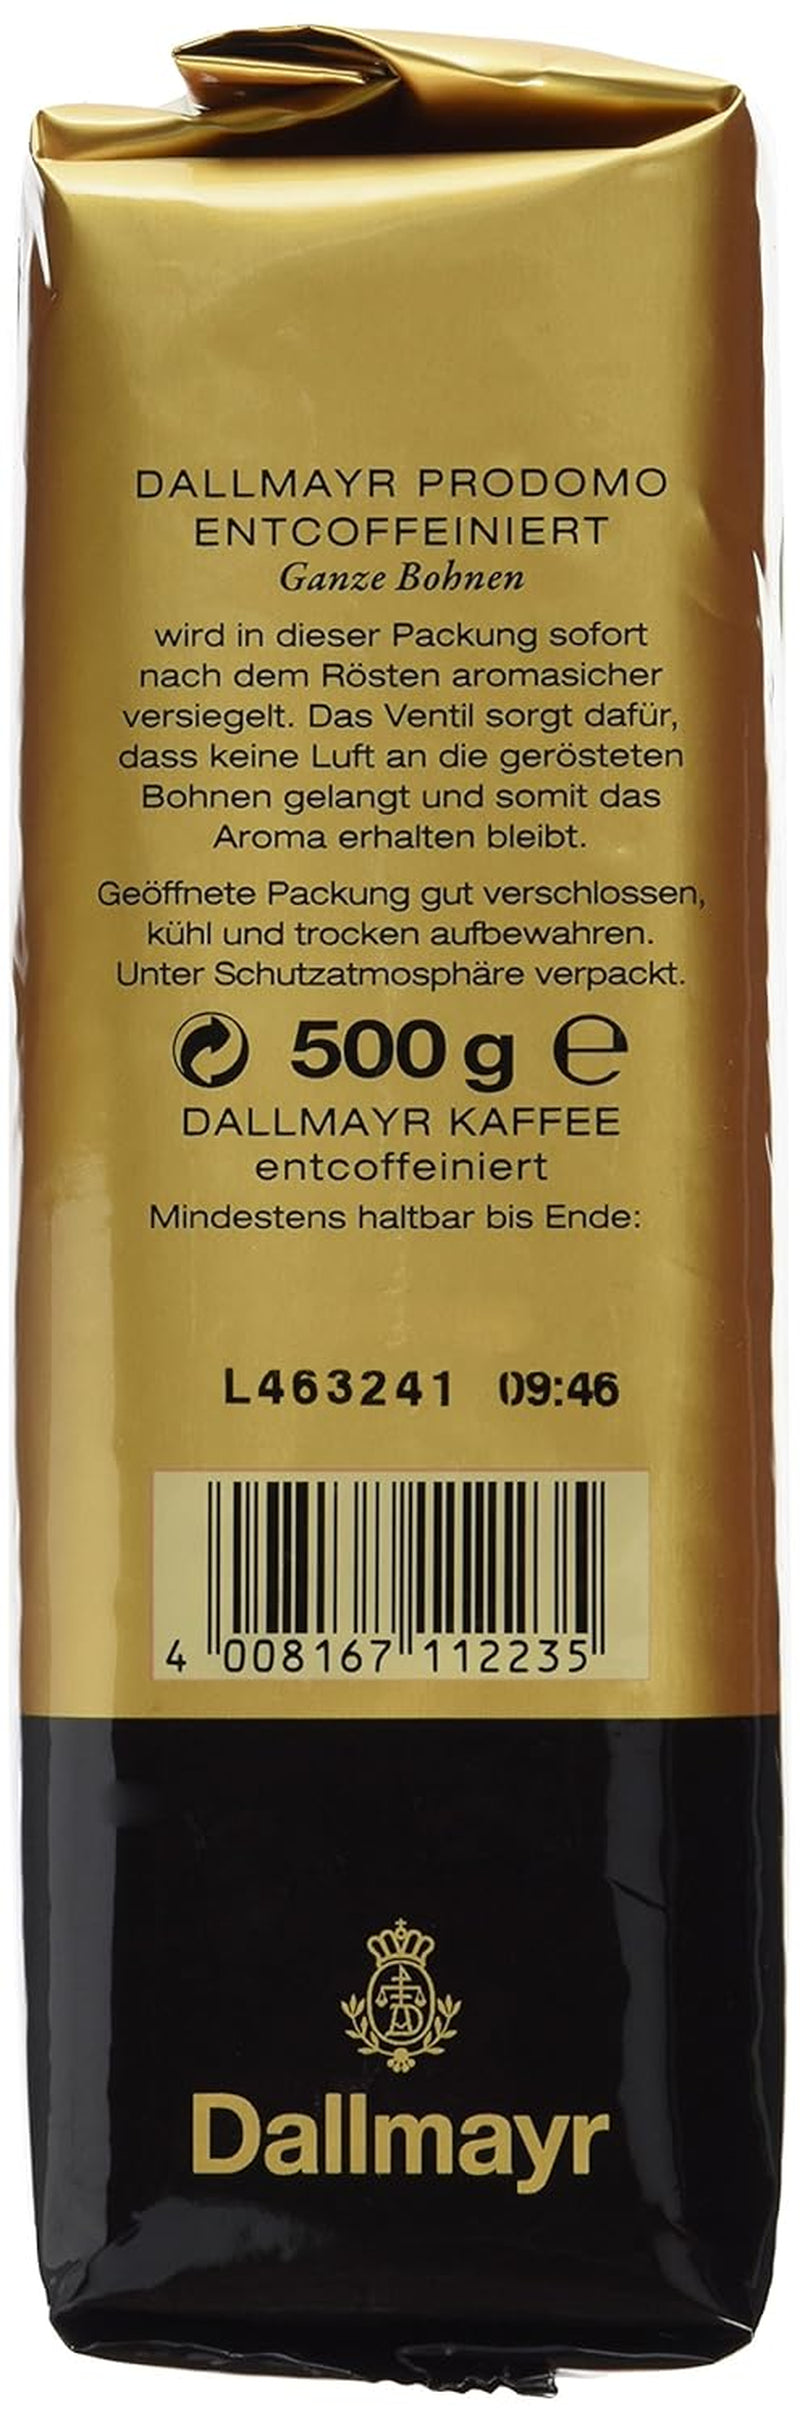 DALLMAYR PRODOMO
ENTCOFFEINIERT
Ganze Bohnen
wird in dieser Packung sofort
nach dem Rösten aromasicher
versiegelt. Das Ventil sorgt dafür,
dass keine Luft an die gerösteten
Bohnen gelangt und somit das
Aroma erhalten bleibt.
Geöffnete Packung gut verschlossen,
kühl und trocken aufbewahren.
Unter Schutzatmosphäre verpackt.
500 g ℮
DALLMAYR KAFFEE
entcoffeiniert
Mindestens haltbar bis Ende:
L463241 09:46
4 008167 112235
Dallmayr